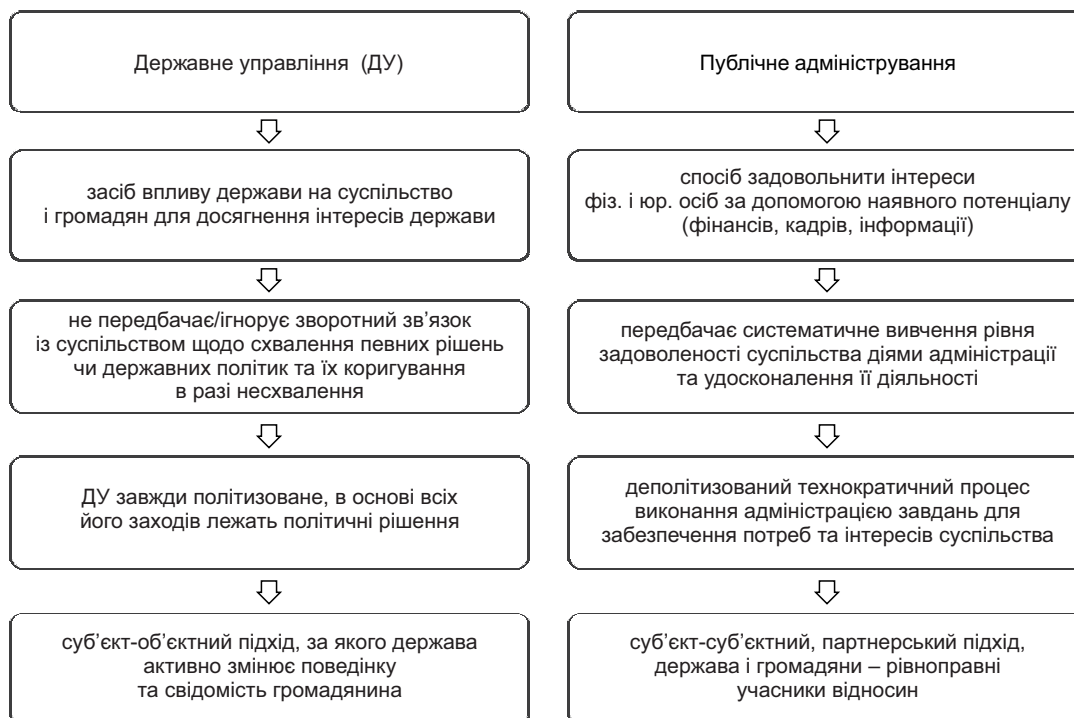 Державне управління (ДУ)
засіб впливу держави на суспільство
і громадян для досягнення інтересів держави
не передбачає/ігнорує зворотний зв’язок
із суспільством щодо схвалення певних рішень
чи державних політик та їх коригування
в разі несхвалення
ДУ завжди політизоване, в основі всіх
його заходів лежать політичні рішення
суб’єкт-об’єктний підхід, за якого держава
активно змінює поведінку
та свідомість громадянина
Публічне адміністрування
спосіб задовольнити інтереси
фіз. і юр. осіб за допомогою наявного потенціалу
(фінансів, кадрів, інформації)
передбачає систематичне вивчення рівня
задоволеності суспільства діями адміністрації
та удосконалення її діяльності
деполітизований технократичний процес
виконання адміністрацією завдань для
забезпечення потреб та інтересів суспільства
суб’єкт-суб’єктний, партнерський підхід,
держава і громадяни – рівноправні
учасники відносин